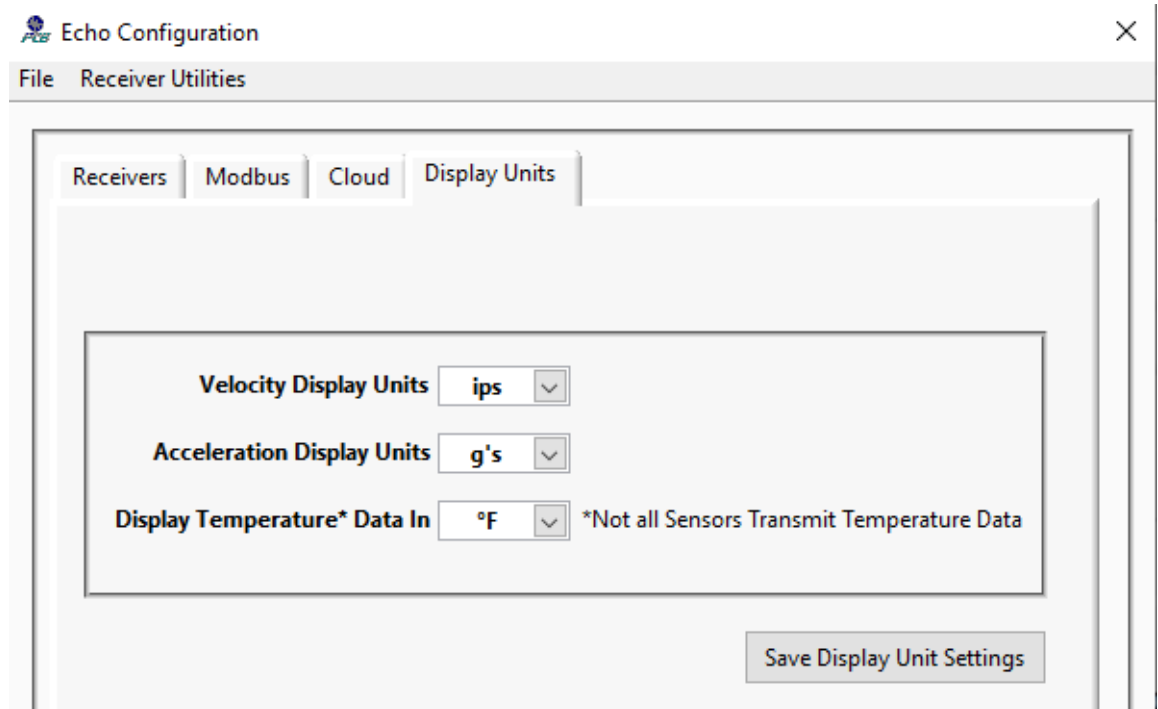 PCB Echo Configuration
File Receiver Utilities
Receivers Modbus Cloud Display Units
Velocity Display Units ips
Acceleration Display Units g's
Display Temperature* Data In °F *Not all Sensors Transmit Temperature Data
Save Display Unit Settings